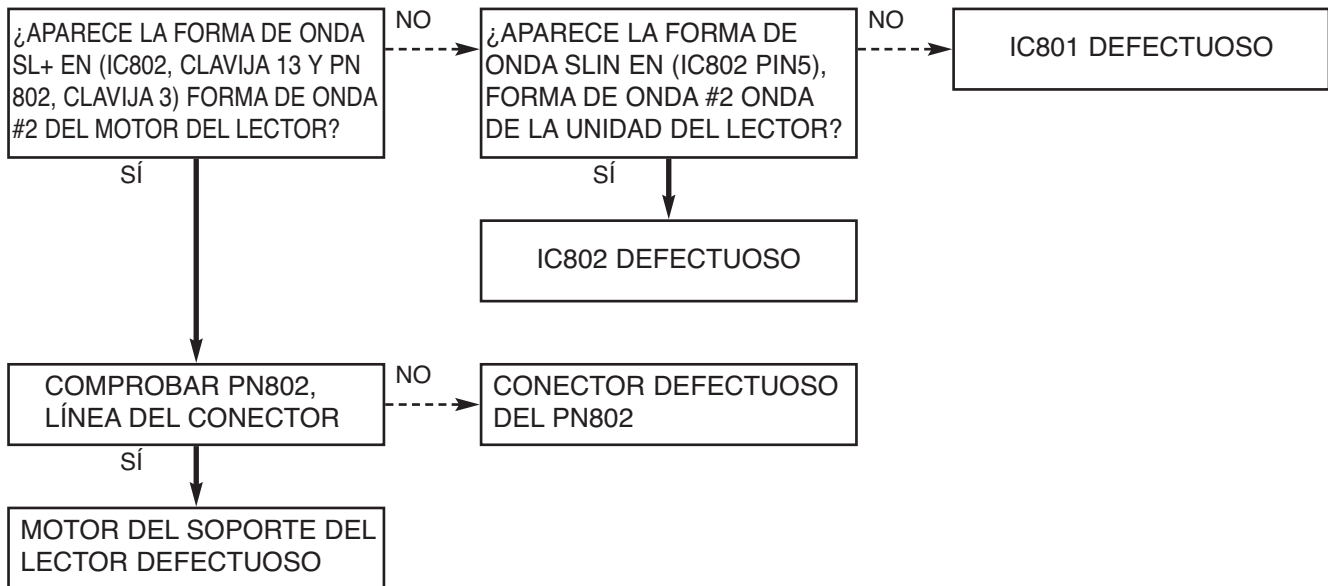 ¿APARECE LA FORMA DE ONDA
SL+ EN (IC802, CLAVIJA 13 Y PN
802, CLAVIJA 3) FORMA DE ONDA
#2 DEL MOTOR DEL LECTOR?
NO
¿APARECE LA FORMA DE
ONDA SLIN EN (IC802 PIN5),
FORMA DE ONDA #2 ONDA
DE LA UNIDAD DEL LECTOR?
NO
IC801 DEFECTUOSO
SÍ
SÍ
IC802 DEFECTUOSO
COMPROBAR PN802,
LÍNEA DEL CONECTOR
NO
CONECTOR DEFECTUOSO
DEL PN802
SÍ
MOTOR DEL SOPORTE DEL
LECTOR DEFECTUOSO